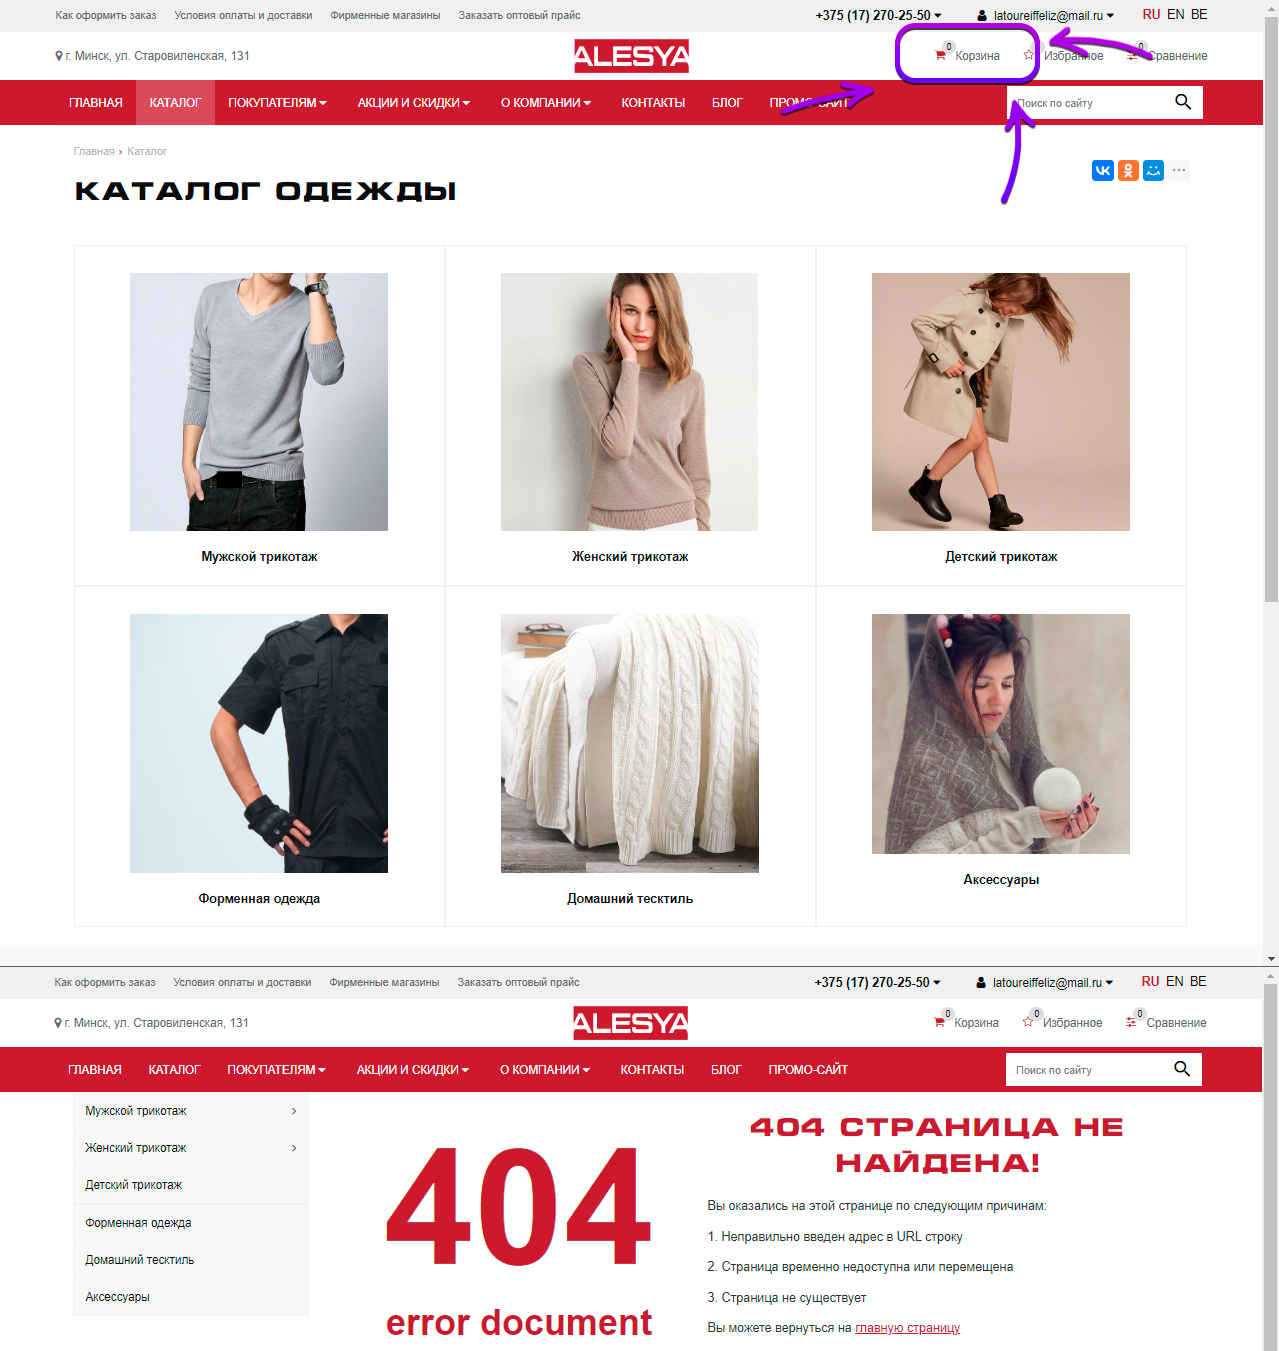 Как оформить заказ Условия оплаты и доставки Фирменные магазины Заказать оптовый прайс +375 (17) 270-25-50 latoureiffeliz@mail.ru RU EN BE
г. Минск, ул. Старовиленская, 131 ALESYA 0 Корзина Избранное 0 Сравнение
ГЛАВНАЯ КАТАЛОГ ПОКУПАТЕЛЯМ АКЦИИ И СКИДКИ О КОМПАНИИ КОНТАКТЫ БЛОГ ПРОМО-САЙТ Поиск по сайту
Главная › Каталог
КАТАЛОГ ОДЕЖДЫ
Мужской трикотаж Женский трикотаж Детский трикотаж
Форменная одежда Домашний тесктиль Аксессуары
Как оформить заказ Условия оплаты и доставки Фирменные магазины Заказать оптовый прайс +375 (17) 270-25-50 latoureiffeliz@mail.ru RU EN BE
г. Минск, ул. Старовиленская, 131 ALESYA 0 Корзина 0 Избранное 0 Сравнение
ГЛАВНАЯ КАТАЛОГ ПОКУПАТЕЛЯМ АКЦИИ И СКИДКИ О КОМПАНИИ КОНТАКТЫ БЛОГ ПРОМО-САЙТ Поиск по сайту
Мужской трикотаж
Женский трикотаж
Детский трикотаж
Форменная одежда
Домашний тесктиль
Аксессуары
404
error document
404 СТРАНИЦА НЕ
НАЙДЕНА!
Вы оказались на этой странице по следующим причинам:
1. Неправильно введен адрес в URL строку
2. Страница временно недоступна или перемещена
3. Страница не существует
Вы можете вернуться на главную страницу